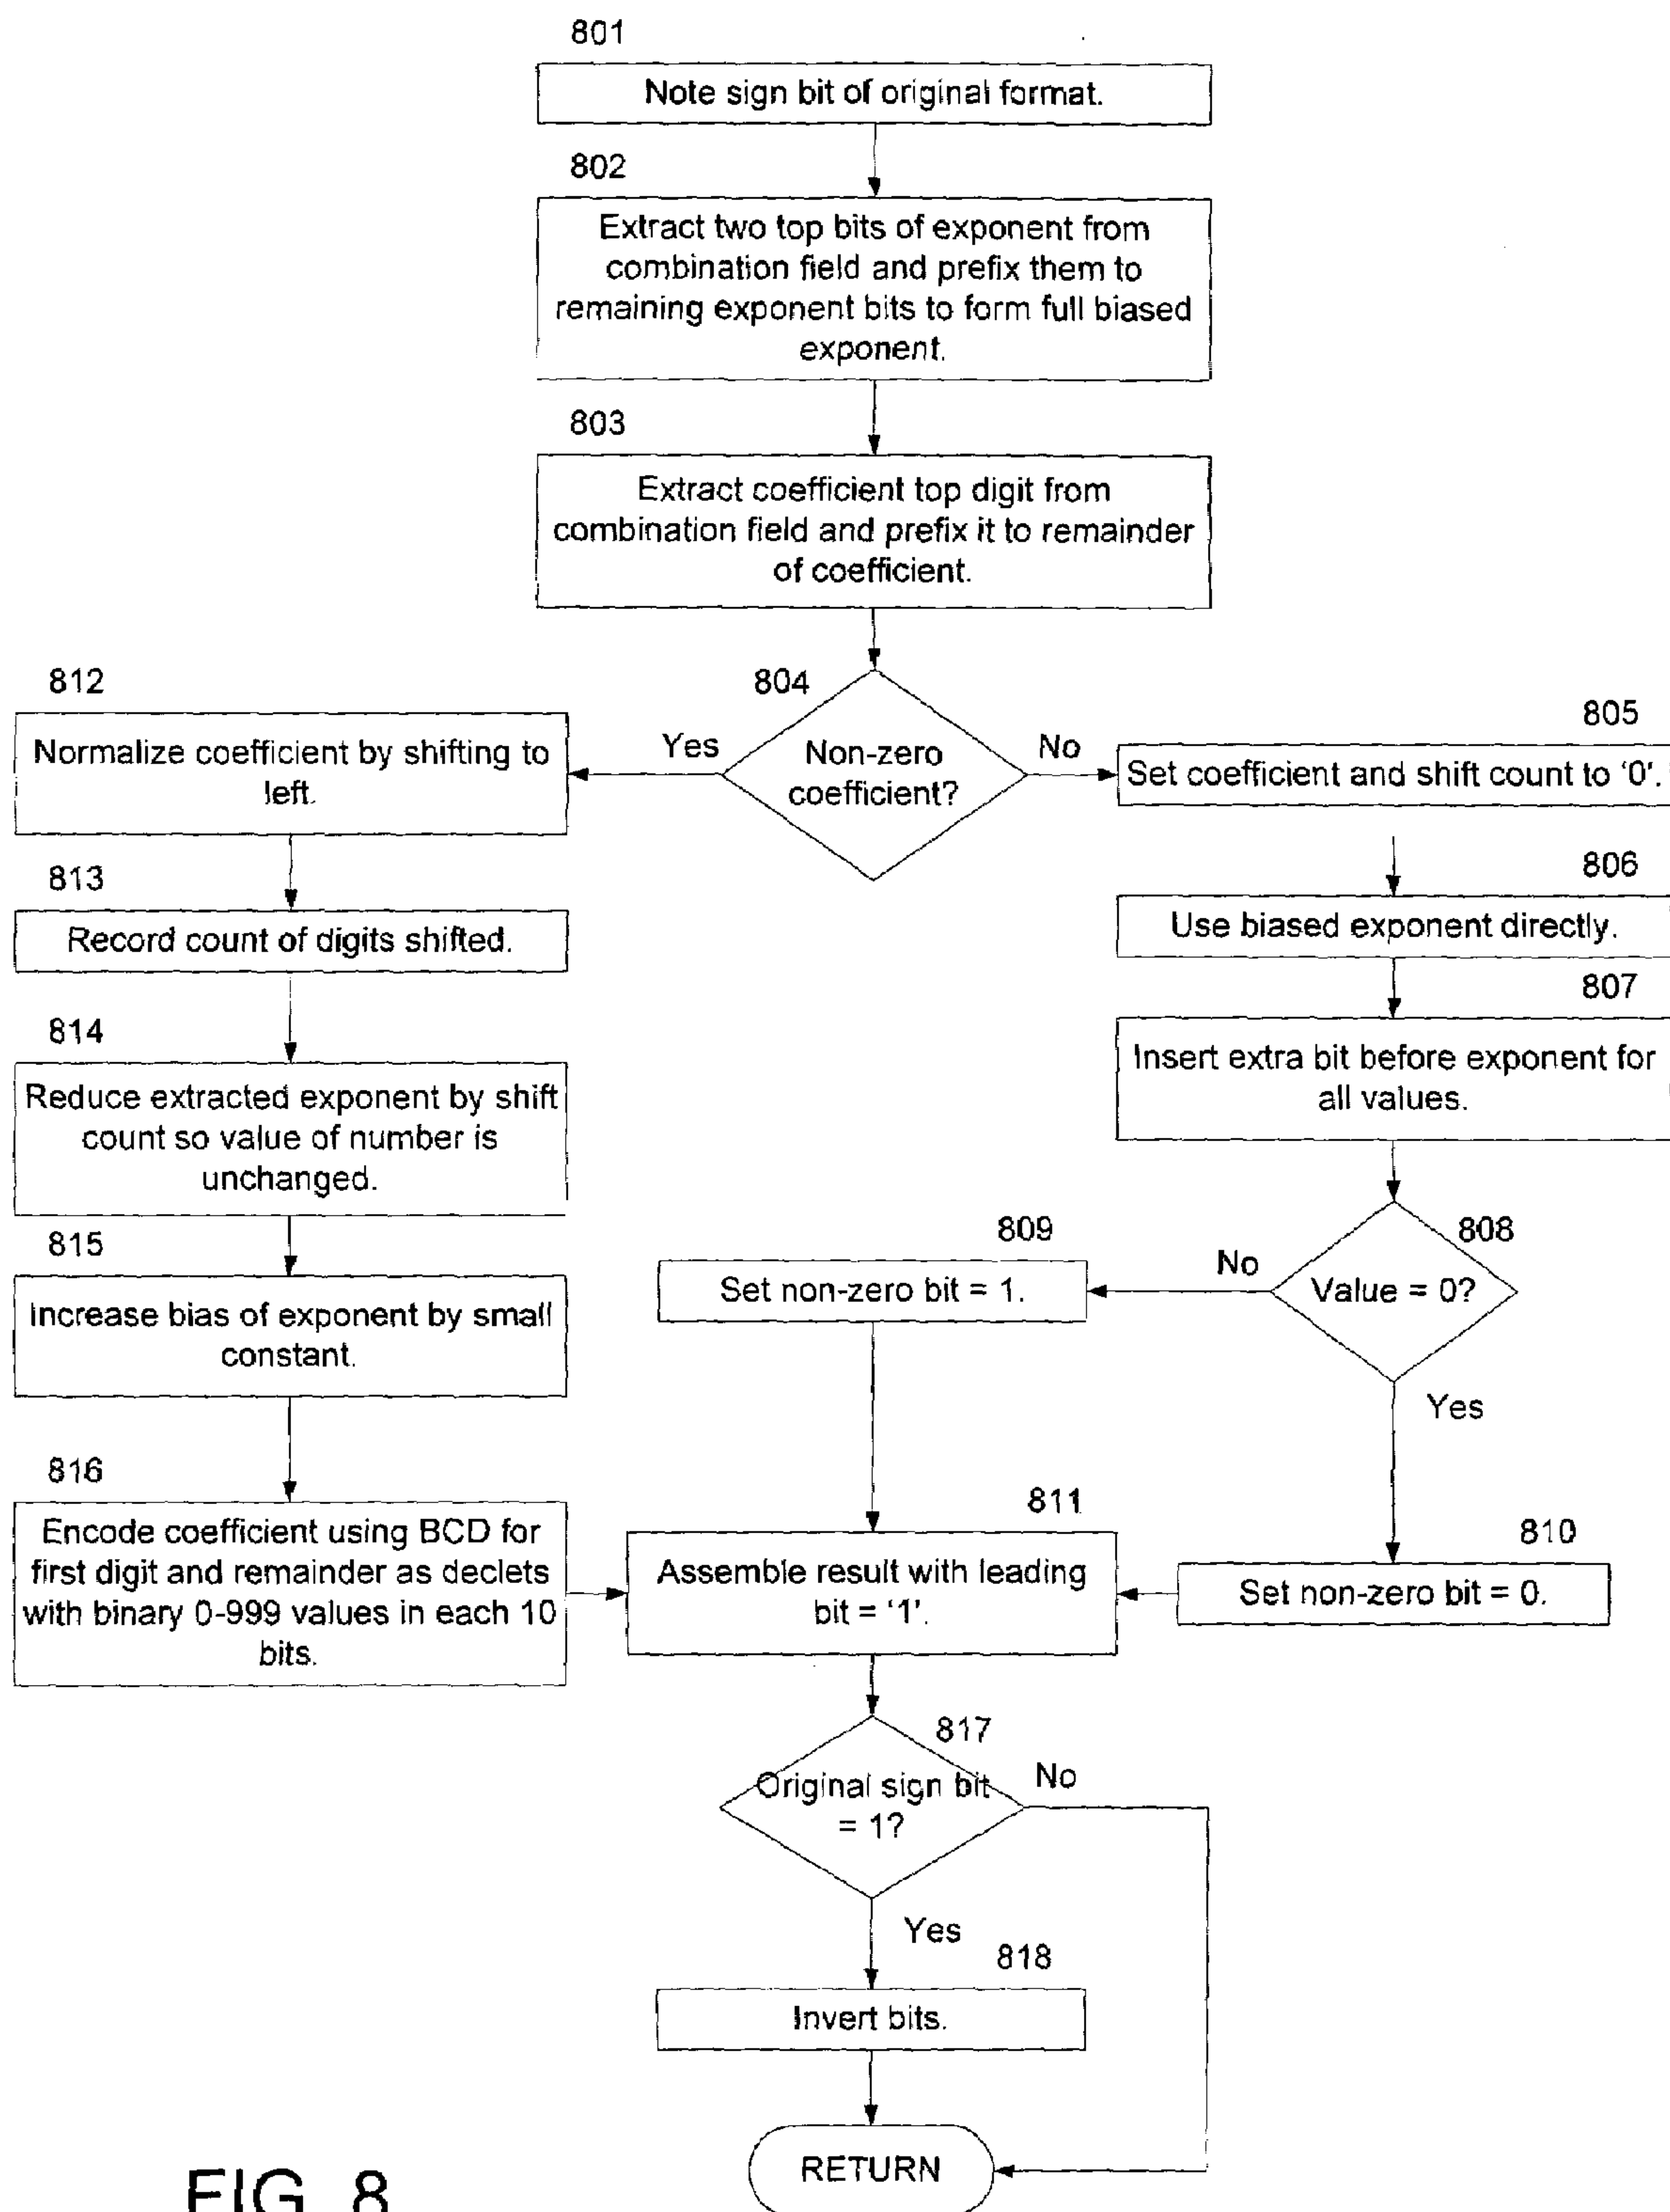 801
Note sign bit of original format.
802
Extract two top bits of exponent from
combination field and prefix them to
remaining exponent bits to form full biased
exponent.
803
Extract coefficient top digit from
combination field and prefix it to remainder
of coefficient.
804
Non-zero
coefficient?
Yes
No
812
Normalize coefficient by shifting to
left.
813
Record count of digits shifted.
814
Reduce extracted exponent by shift
count so value of number is
unchanged.
815
Increase bias of exponent by small
constant.
816
Encode coefficient using BCD for
first digit and remainder as declets
with binary 0-999 values in each 10
bits.
805
Set coefficient and shift count to ‘0’.
806
Use biased exponent directly.
807
Insert extra bit before exponent for
all values.
808
Value = 0?
No
Yes
809
Set non-zero bit = 1.
810
Set non-zero bit = 0.
811
Assemble result with leading
bit = ‘1’.
817
Original sign bit
= 1?
No
Yes
818
Invert bits.
RETURN
FIG. 8